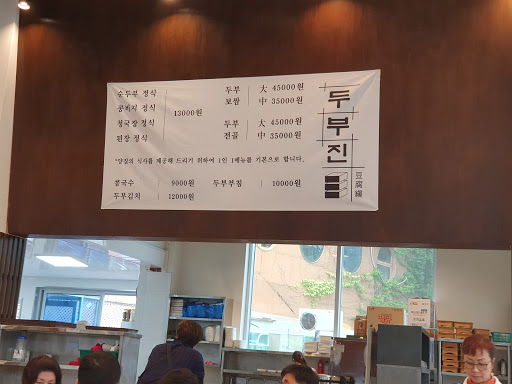 순두부 정식
콩비지 정식
청국장 정식
된장 정식
13000원
두부 보쌈
大 45000원
中 35000원
두부 전골
大 45000원
中 35000원
*양질의 식사를 제공해 드리기 위하여 1인 1메뉴를 기본으로 합니다.
콩국수 9000원
두부부침 10000원
두부김치 12000원
두부진